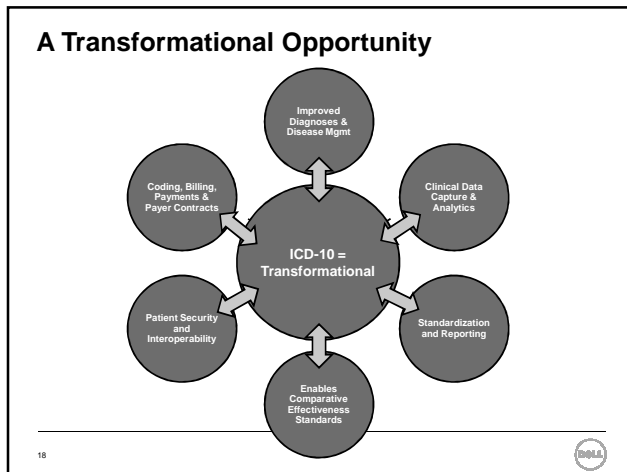 A Transformational Opportunity
Improved
Diagnoses &
Disease Mgmt
Coding, Billing,
Payments &
Payer Contracts
Clinical Data
Capture &
Analytics
ICD-10 =
Transformational
Patient Security
and
Interoperability
Standardization
and Reporting
Enables
Comparative
Effectiveness
Standards
18
DELL